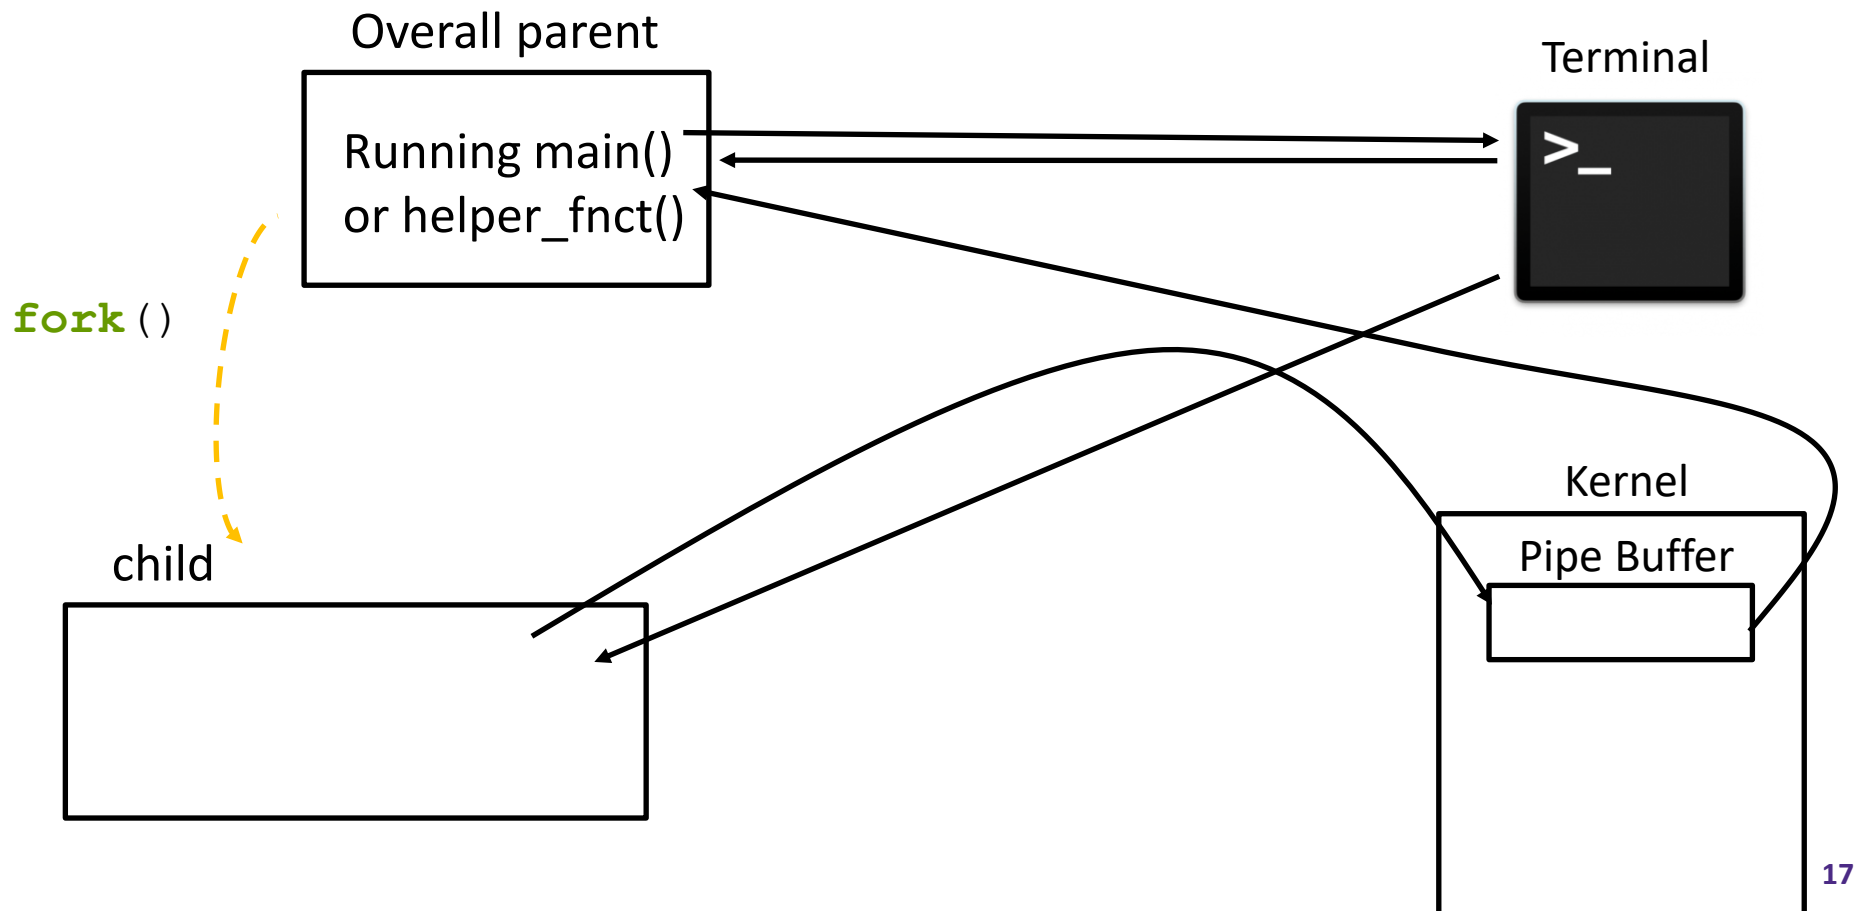 Overall parent
Terminal
Running main()
or helper_fnct()
>_
fork()
Kernel
Pipe Buffer
child
17